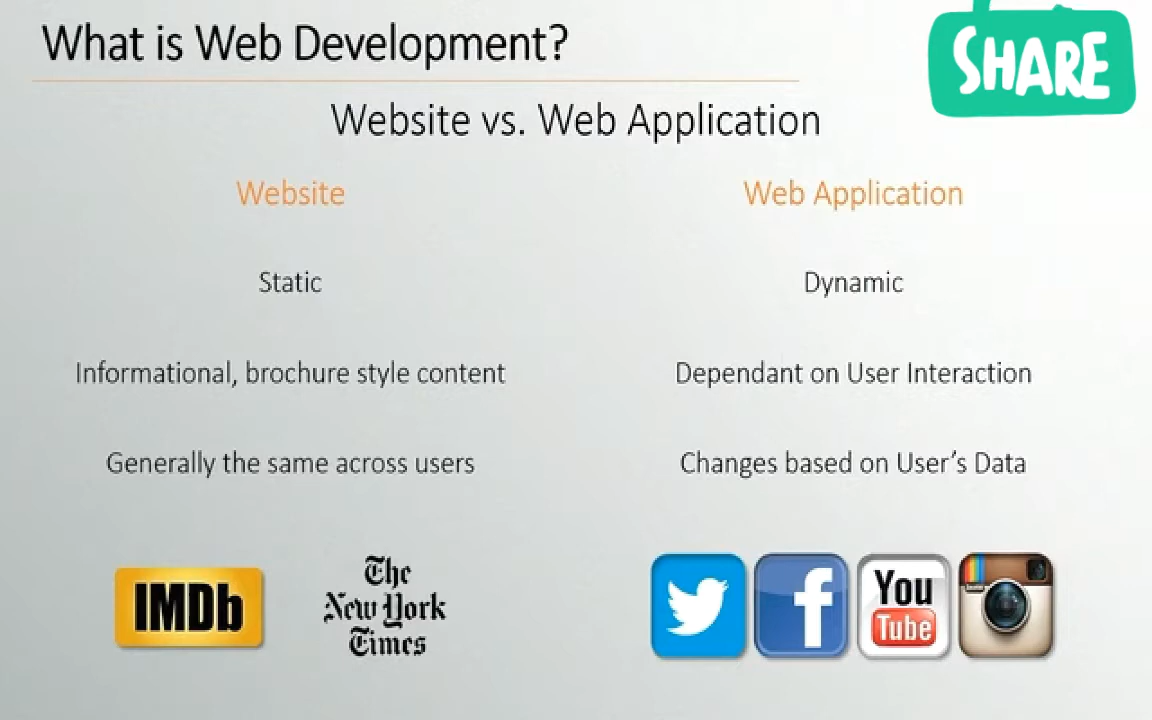 What is Web Development?
SHARE
Website vs. Web Application
Website
Web Application
Static
Dynamic
Informational, brochure style content
Dependant on User Interaction
Generally the same across users
Changes based on User’s Data
IMDb
The
New York
Times
f
You
Tube